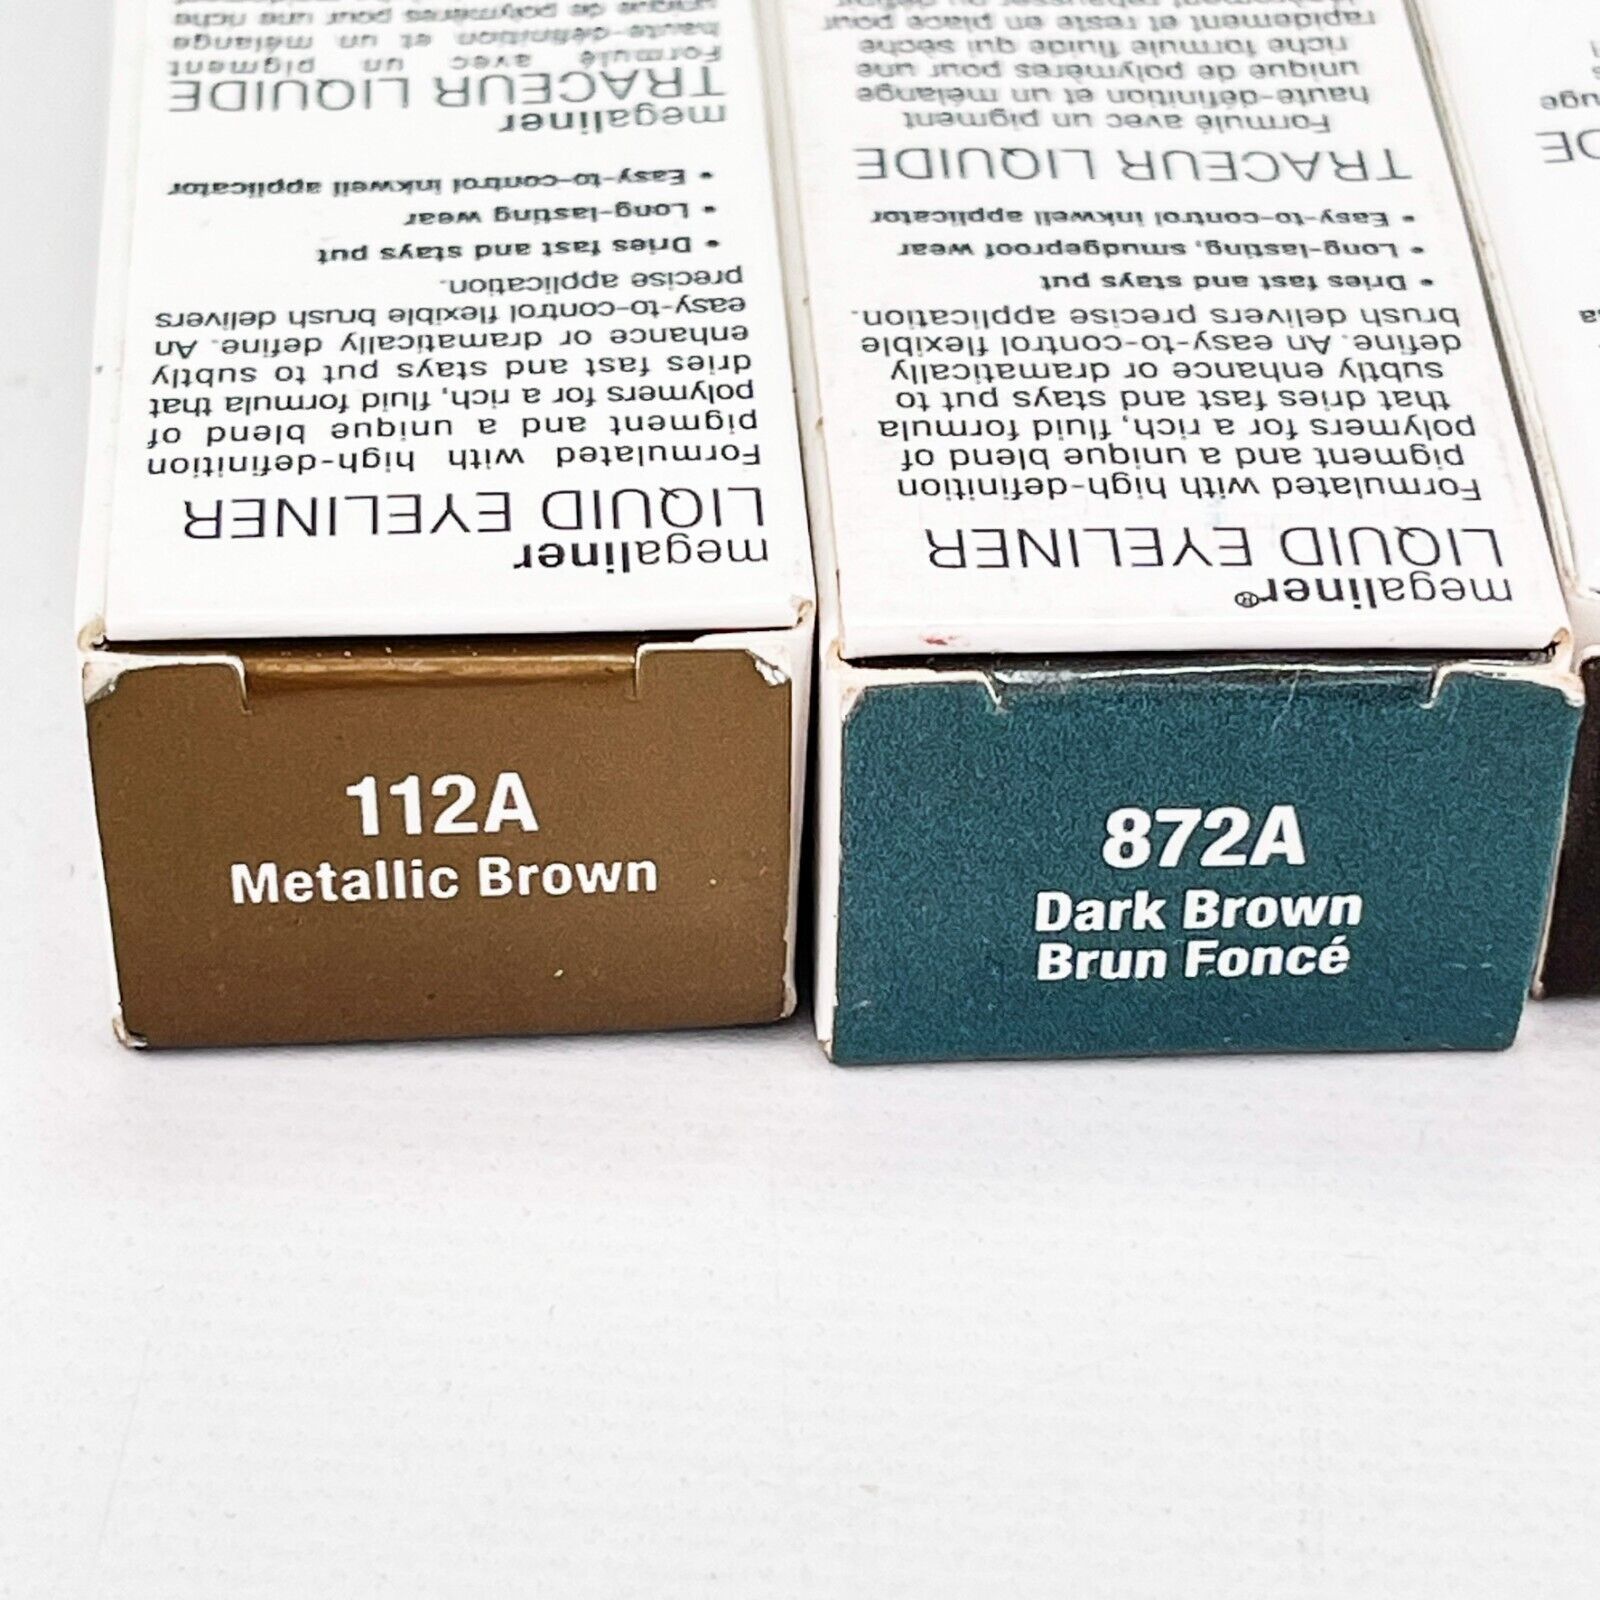 112A
Metallic Brown
872A
Dark Brown
Brun Foncé
megaliner
LIQUID EYELINER
Formulated with high-definition
pigment and a unique blend of
polymers for a rich, fluid formula that
dries fast and stays put to subtly
enhance or dramatically define. An
easy-to-control flexible brush delivers
precise application.
• Dries fast and stays put
• Long-lasting wear
• Easy-to-control inkwell applicator
megaliner
TRACEUR LIQUIDE
Formulé avec un pigment
haute-définition et un mélange
unique de polymères pour une riche
megaliner®
LIQUID EYELINER
Formulated with high-definition
pigment and a unique blend of
polymers for a rich, fluid formula
that dries fast and stays put to
subtly enhance or dramatically
define. An easy-to-control flexible
brush delivers precise application.
• Dries fast and stays put
• Long-lasting, smudgeproof wear
• Easy-to-control inkwell applicator
TRACEUR LIQUIDE
Formulé avec un pigment
haute-définition et un mélange
unique de polymères pour une
riche formule fluide qui sèche
rapidement et reste en place pour